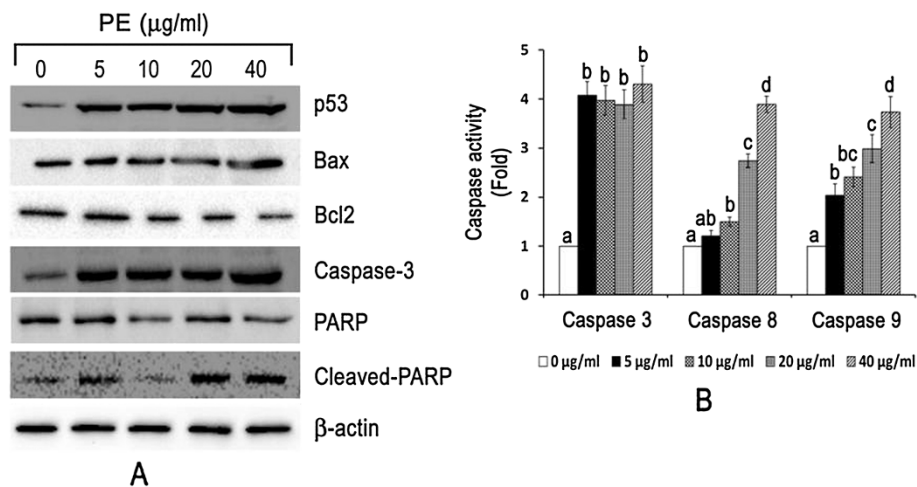 PE (μg/ml)
0 5 10 20 40
p53
Bax
Bcl2
Caspase-3
PARP
Cleaved-PARP
β-actin
A
Caspase activity
(Fold)
5
4
3
2
1
0
a b b b b
a ab b c d
a b bc c d
Caspase 3 Caspase 8 Caspase 9
0 μg/ml 5 μg/ml 10 μg/ml 20 μg/ml 40 μg/ml
B